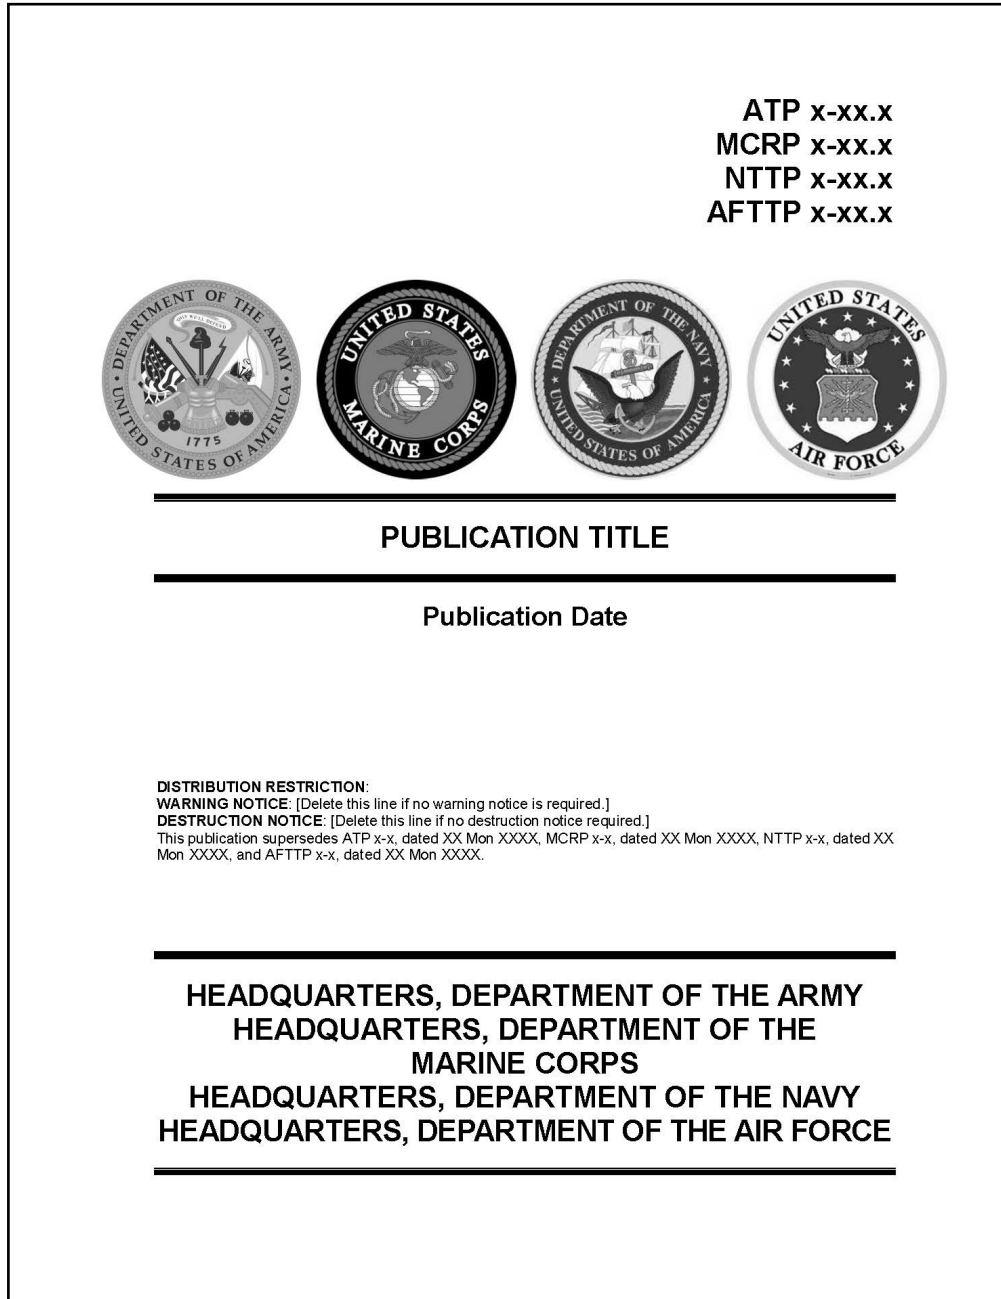 ATP x-xx.x
MCRP x-xx.x
NTTP x-xx.x
AFTTP x-xx.x
DEPARTMENT OF THE ARMY
THIS WE'LL DEFEND
1775
UNITED STATES OF AMERICA
UNITED STATES
MARINE CORPS
DEPARTMENT OF THE NAVY
UNITED STATES OF AMERICA
UNITED STATES
AIR FORCE
PUBLICATION TITLE
Publication Date
DISTRIBUTION RESTRICTION:
WARNING NOTICE: [Delete this line if no warning notice is required.]
DESTRUCTION NOTICE: [Delete this line if no destruction notice required.]
This publication supersedes ATP x-x, dated XX Mon XXXX, MCRP x-x, dated XX Mon XXXX, NTTP x-x, dated XX
Mon XXXX, and AFTTP x-x, dated XX Mon XXXX.
HEADQUARTERS, DEPARTMENT OF THE ARMY
HEADQUARTERS, DEPARTMENT OF THE
MARINE CORPS
HEADQUARTERS, DEPARTMENT OF THE NAVY
HEADQUARTERS, DEPARTMENT OF THE AIR FORCE